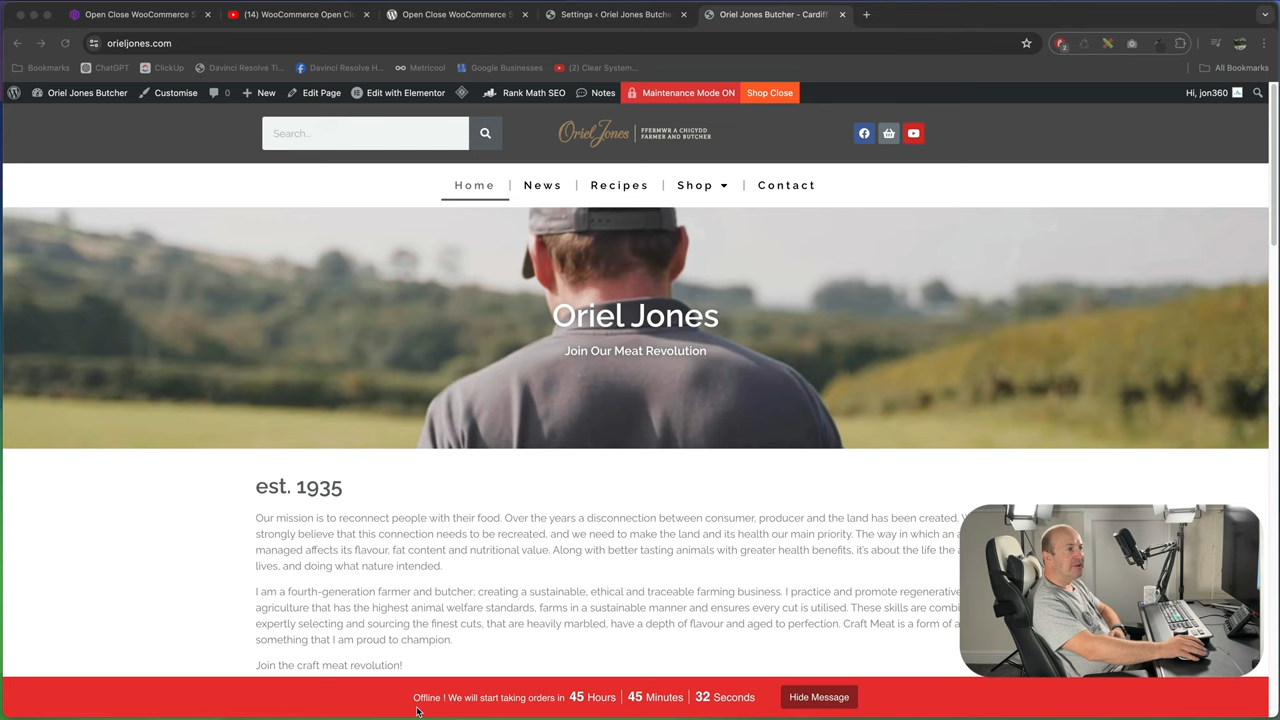 Open Close WooCommerce S
(14) WooCommerce Open Cl
Open Close WooCommerce S
Settings ‹ Oriel Jones Butche
Oriel Jones Butcher - Cardiff
orieljones.com
2
Bookmarks
ChatGPT
ClickUp
Davinci Resolve Ti...
Davinci Resolve H...
Metricool
Google Businesses
(2) Clear System...
All Bookmarks
Oriel Jones Butcher
Customise
0
New
Edit Page
Edit with Elementor
Rank Math SEO
Notes
Maintenance Mode ON
Shop Close
Hi, jon360
Search...
Oriel Jones
FFERMWR A CHIGYDD
FARMER AND BUTCHER
Home
News
Recipes
Shop
Contact
Oriel Jones
Join Our Meat Revolution
est. 1935
Our mission is to reconnect people with their food. Over the years a disconnection between consumer, producer and the land has been created.
strongly believe that this connection needs to be recreated, and we need to make the land and its health our main priority. The way in which an a
managed affects its flavour, fat content and nutritional value. Along with better tasting animals with greater health benefits, it's about the life the a
lives, and doing what nature intended.
I am a fourth-generation farmer and butcher; creating a sustainable, ethical and traceable farming business. I practice and promote regenerative
agriculture that has the highest animal welfare standards, farms in a sustainable manner and ensures every cut is utilised. These skills are combi
expertly selecting and sourcing the finest cuts, that are heavily marbled, have a depth of flavour and aged to perfection. Craft Meat is a form of a
something that I am proud to champion.
Join the craft meat revolution!
Offline ! We will start taking orders in 45 Hours 45 Minutes 32 Seconds
Hide Message